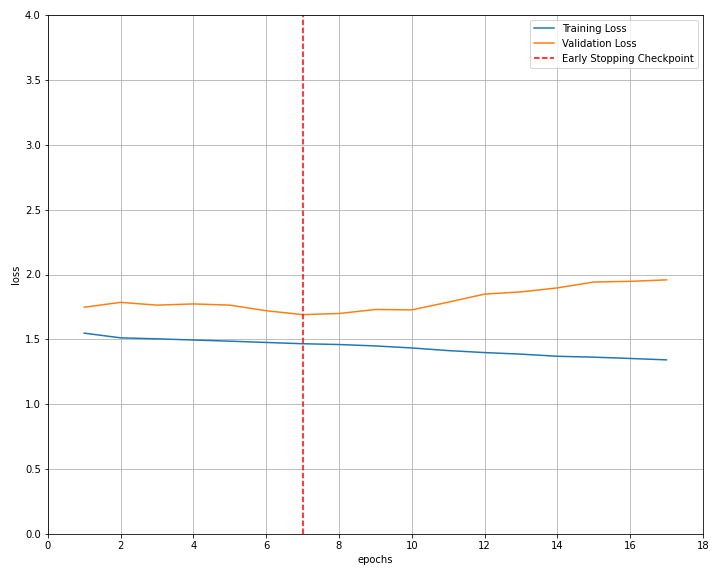 4.0
3.5
3.0
2.5
2.0
1.5
1.0
0.5
0.0
loss
Training Loss
Validation Loss
Early Stopping Checkpoint
0 2 4 6 8 10 12 14 16 18
epochs